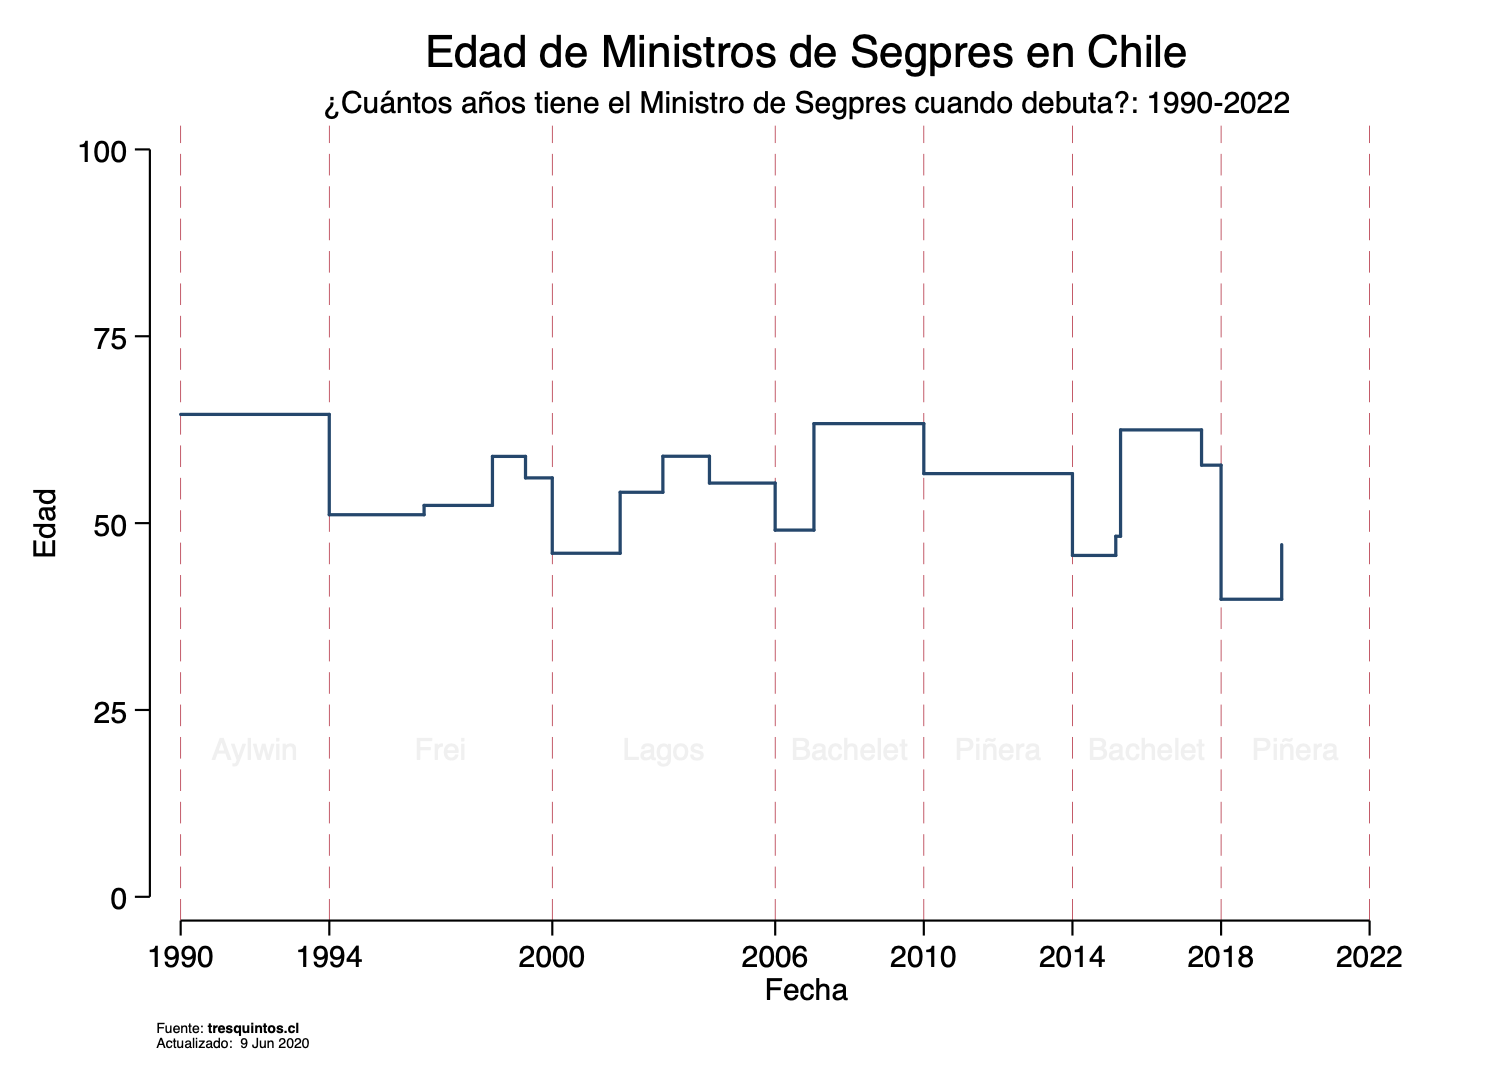 Edad de Ministros de Segpres en Chile
¿Cuántos años tiene el Ministro de Segpres cuando debuta?: 1990-2022
100
75
50
25
0
Edad
Aylwin Frei Lagos Bachelet Piñera Bachelet Piñera
1990 1994 2000 2006 2010 2014 2018 2022
Fecha
Fuente: tresquintos.cl
Actualizado: 9 Jun 2020